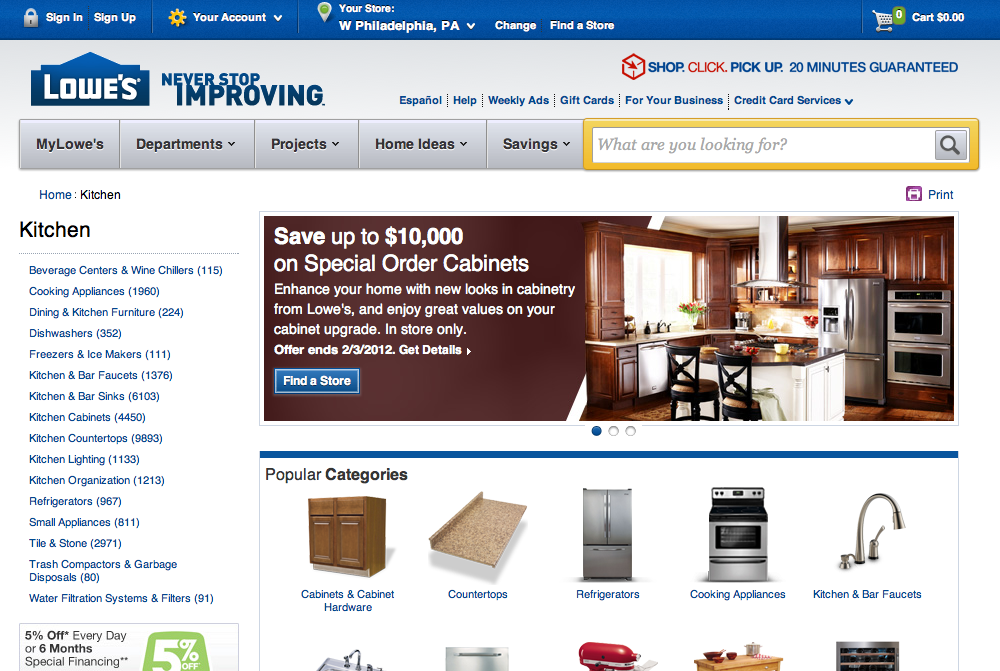 Sign In
Sign Up
Your Account
Your Store:
W Philadelphia, PA
Change
Find a Store
0
Cart $0.00
LOWE'S
NEVER STOP
IMPROVING
SHOP. CLICK. PICK UP. 20 MINUTES GUARANTEED
Español
Help
Weekly Ads
Gift Cards
For Your Business
Credit Card Services
MyLowe's
Departments
Projects
Home Ideas
Savings
What are you looking for?
Home : Kitchen
Print
Kitchen
Beverage Centers & Wine Chillers (115)
Cooking Appliances (1960)
Dining & Kitchen Furniture (224)
Dishwashers (352)
Freezers & Ice Makers (111)
Kitchen & Bar Faucets (1376)
Kitchen & Bar Sinks (6103)
Kitchen Cabinets (4450)
Kitchen Countertops (9893)
Kitchen Lighting (1133)
Kitchen Organization (1213)
Refrigerators (967)
Small Appliances (811)
Tile & Stone (2971)
Trash Compactors & Garbage
Disposals (80)
Water Filtration Systems & Filters (91)
5% Off* Every Day
or 6 Months
Special Financing**
5%
OFF
Save up to $10,000
on Special Order Cabinets
Enhance your home with new looks in cabinetry
from Lowe's, and enjoy great values on your
cabinet upgrade. In store only.
Offer ends 2/3/2012. Get Details
Find a Store
Popular Categories
Cabinets & Cabinet
Hardware
Countertops
Refrigerators
Cooking Appliances
Kitchen & Bar Faucets